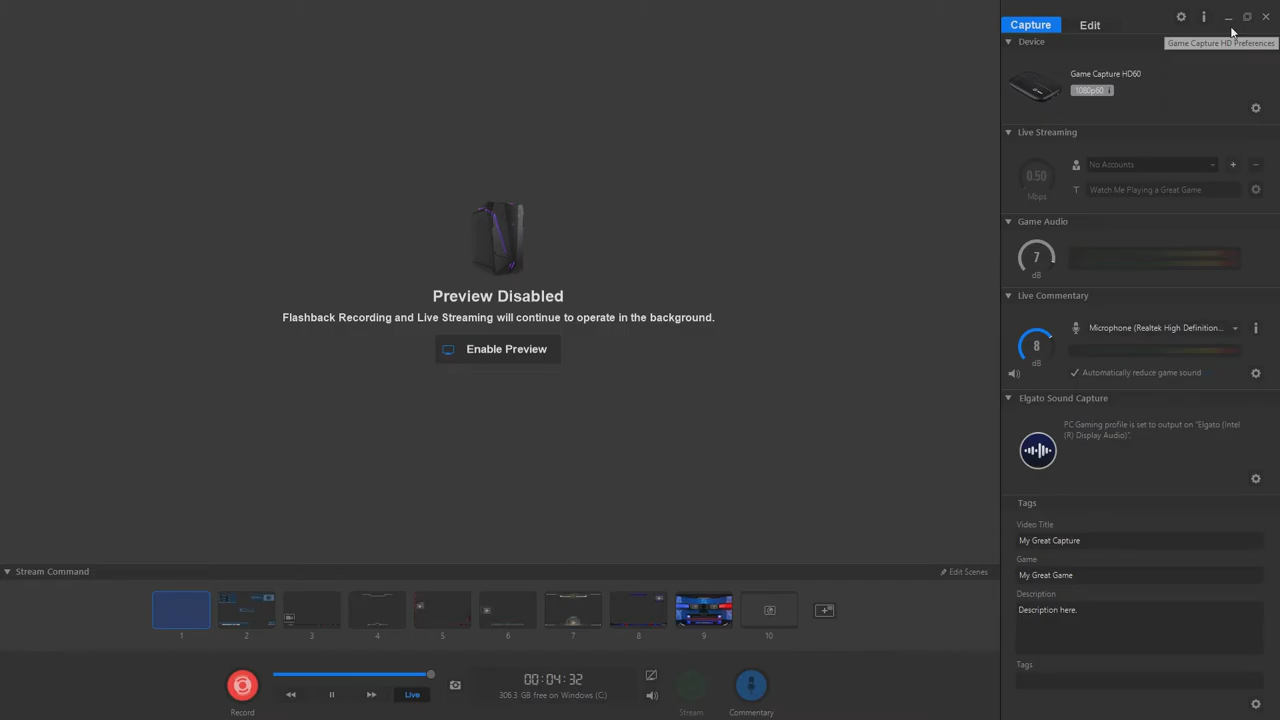 Capture
Edit
Device
Game Capture HD Preferences
Game Capture HD60
1080p60 i
Live Streaming
No Accounts
0.50
Mbps
T Watch Me Playing a Great Game.
Game Audio
7
dB
Live Commentary
Microphone (Realtek High Definition...
8
dB
Automatically reduce game sound
Elgato Sound Capture
PC Gaming profile is set to output on "Elgato (Intel
(R) Display Audio)".
Tags
Video Title
My Great Capture
Game
My Great Game
Description
Description here.
Tags
Preview Disabled
Flashback Recording and Live Streaming will continue to operate in the background.
Enable Preview
Stream Command
Edit Scenes
1 2 3 4 5 6 7 8 9 10
Live
00:04:32
306.3 GB free on Windows (C:)
Record
Stream
Commentary